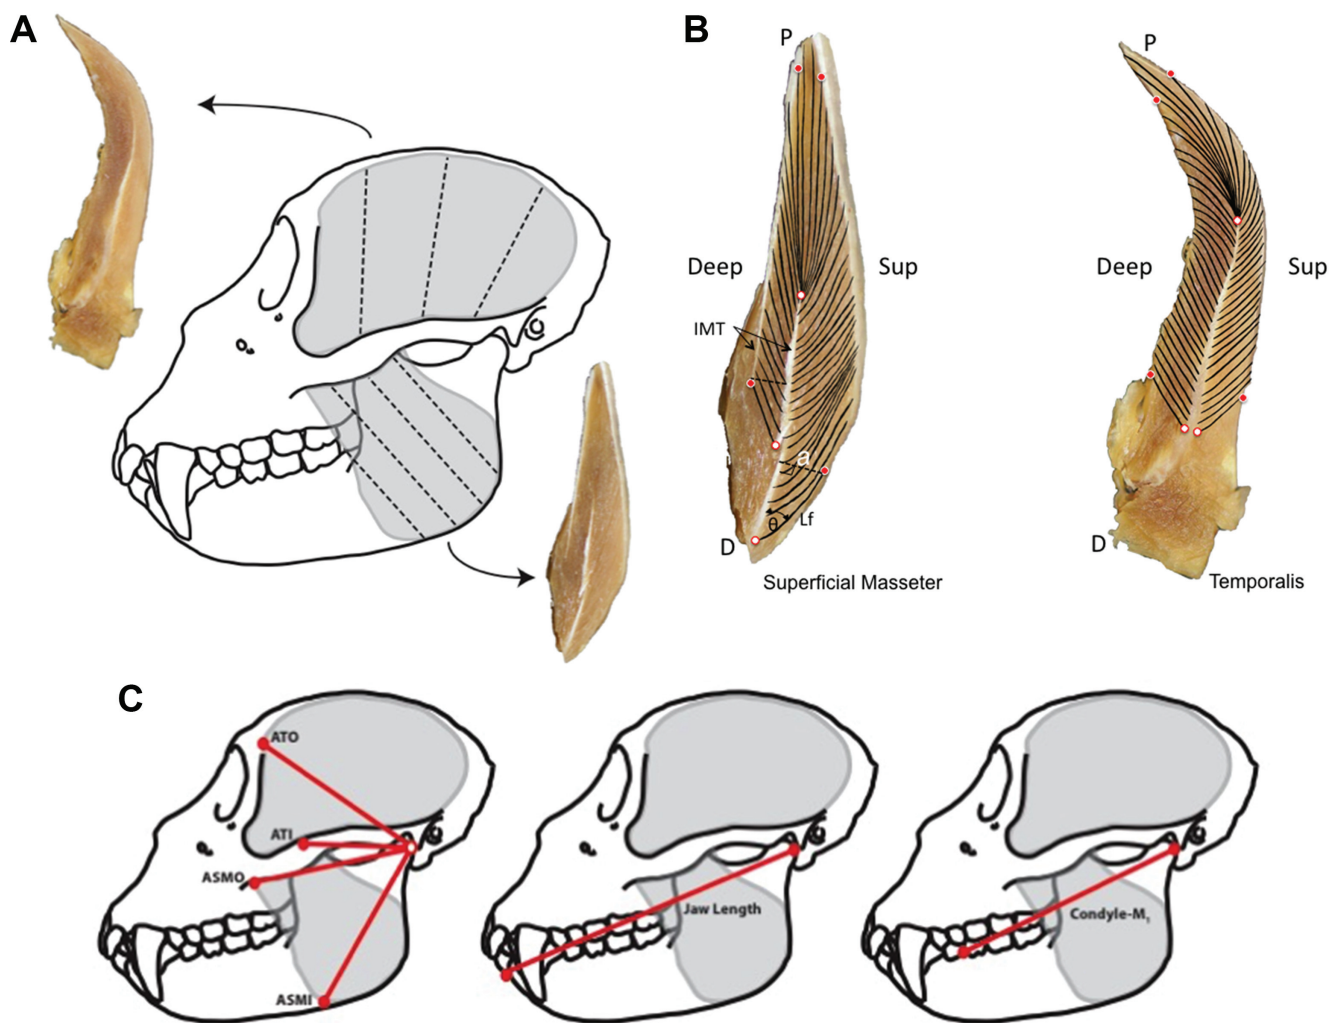 A
B
P
Deep
Sup
IMT
a
θ
Lf
D
Superficial Masseter
P
Deep
Sup
D
Temporalis
C
ATO
ATI
ASMO
ASMI
Jaw Length
Condyle-M₁